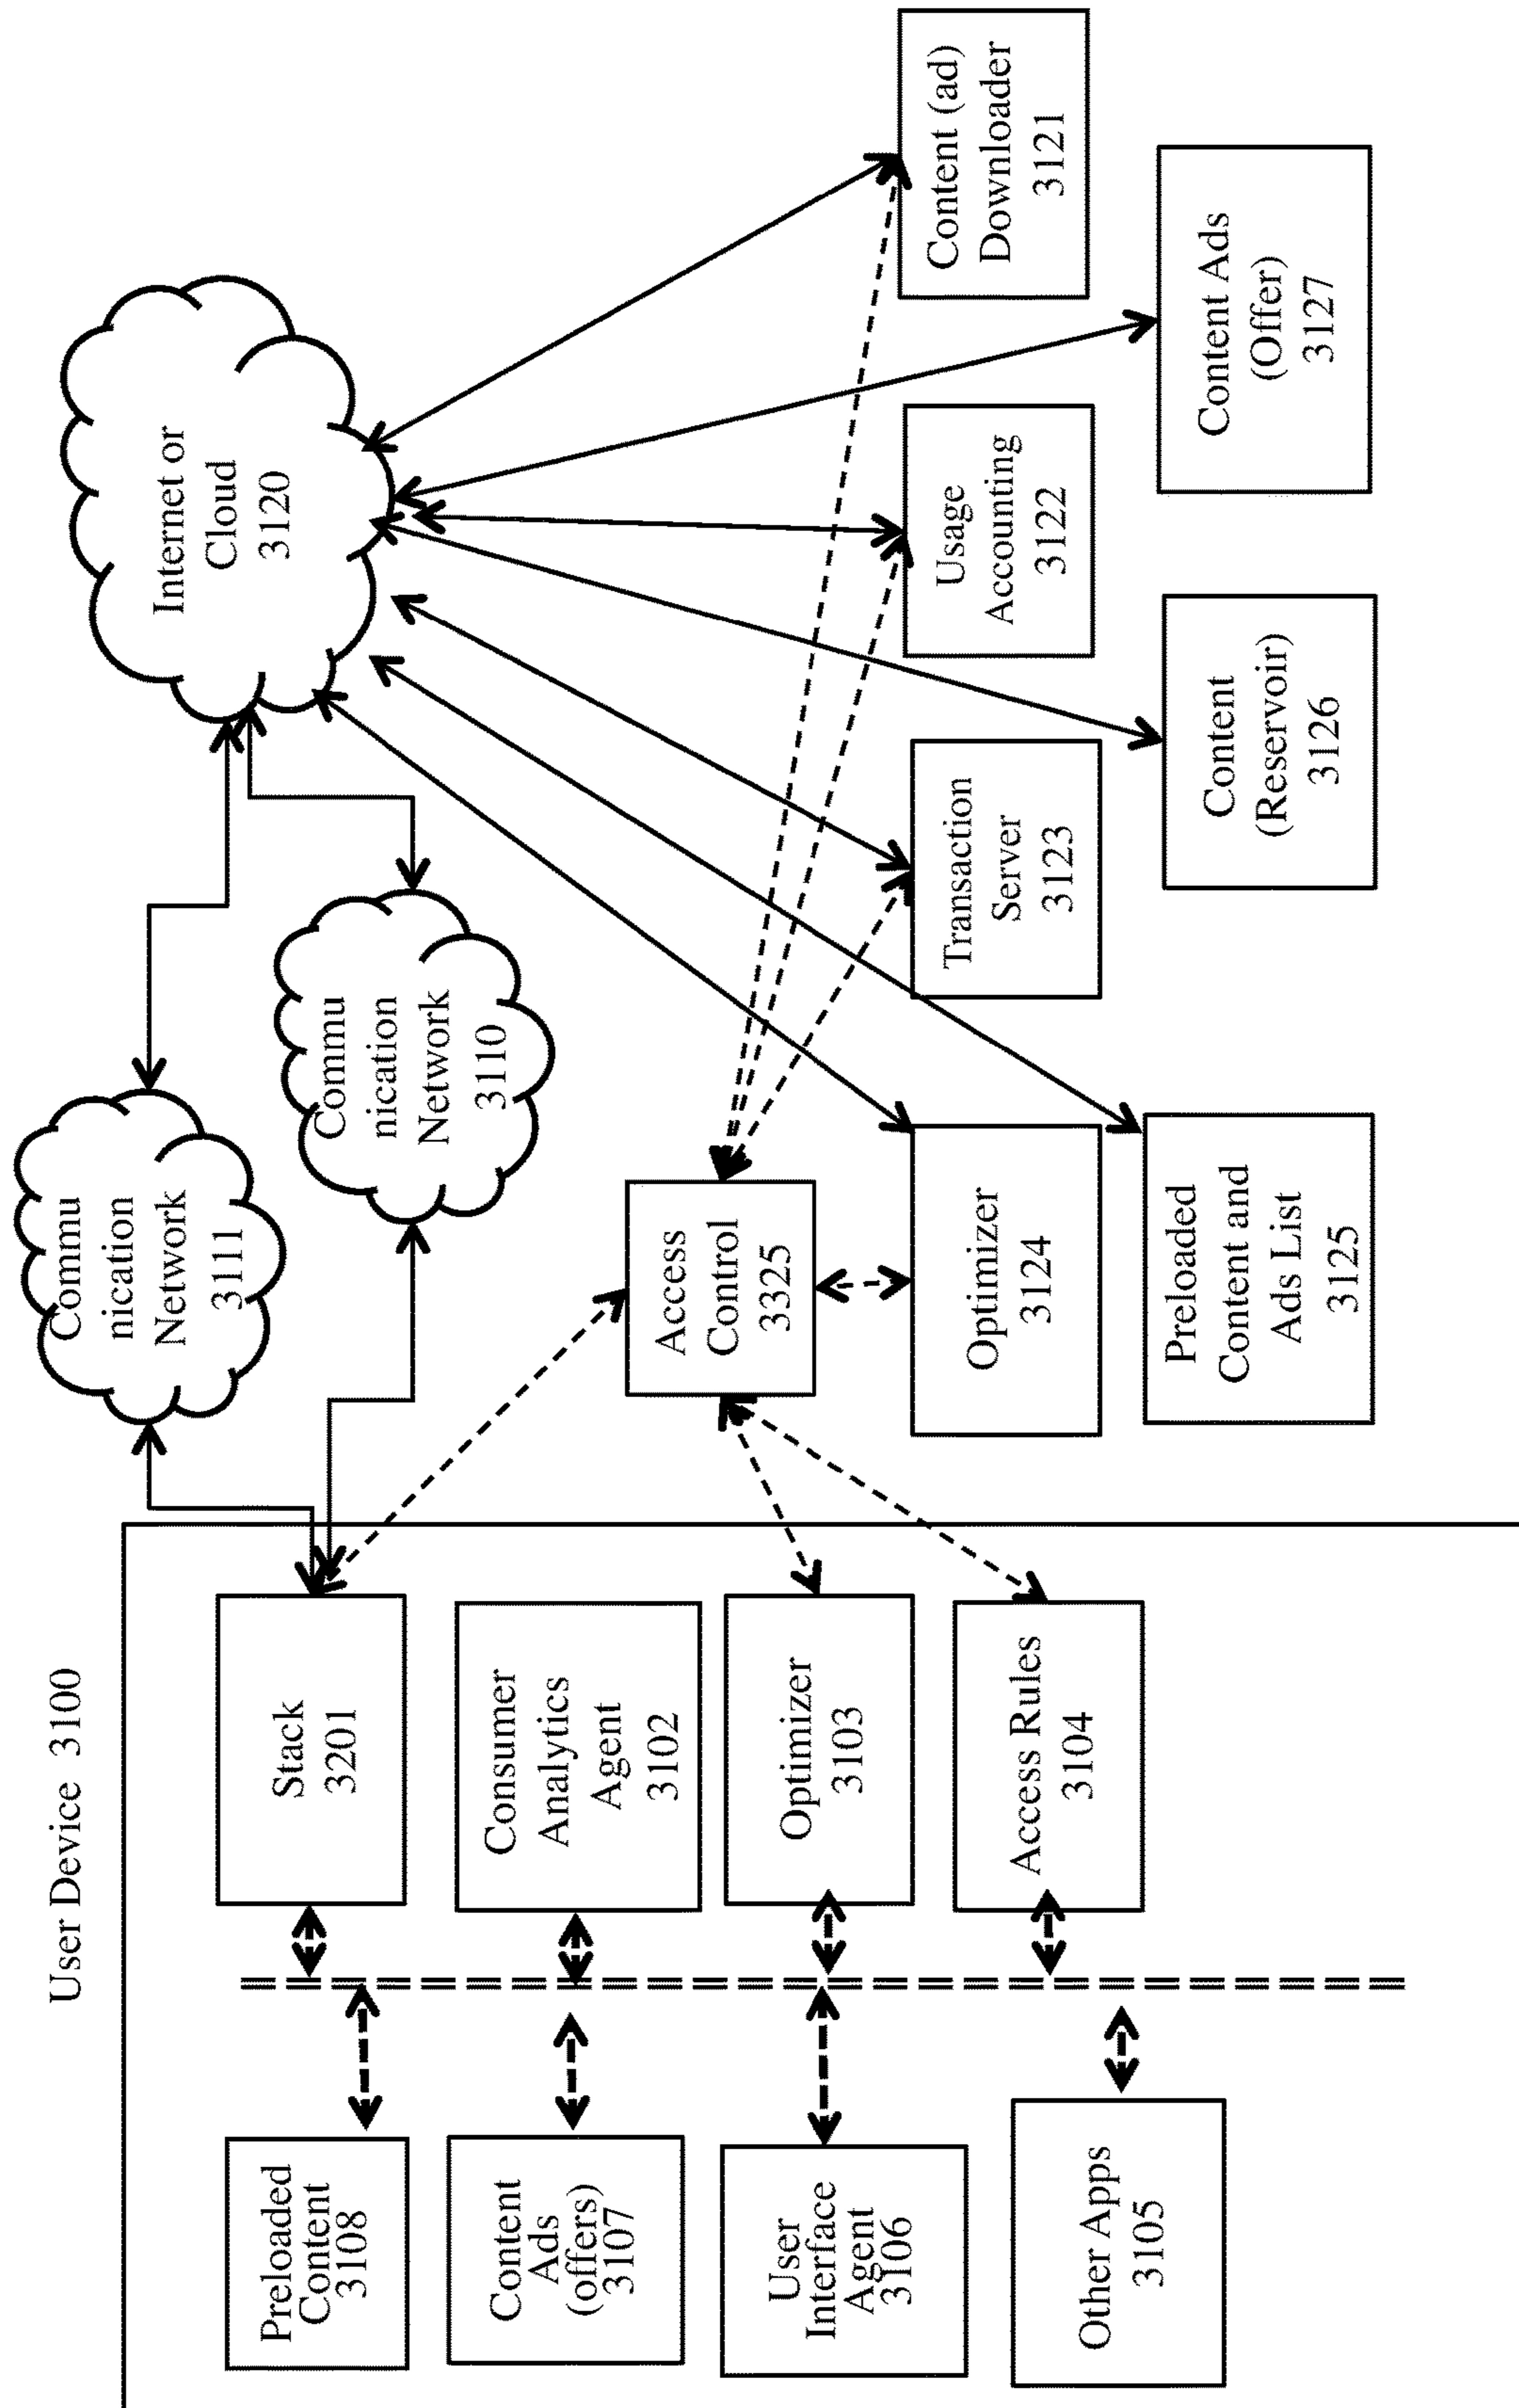 User Device 3100
Preloaded
Content
3108
Content
Ads
(offers)
3107
User
Interface
Agent
3106
Other Apps
3105
Stack
3201
Consumer
Analytics
Agent
3102
Optimizer
3103
Access Rules
3104
Commu
nication
Network
3111
Commu
nication
Network
3110
Internet or
Cloud
3120
Access
Control
3325
Optimizer
3124
Transaction
Server
3123
Usage
Accounting
3122
Content (ad)
Downloader
3121
Preloaded
Content and
Ads List
3125
Content
(Reservoir)
3126
Content Ads
(Offer)
3127